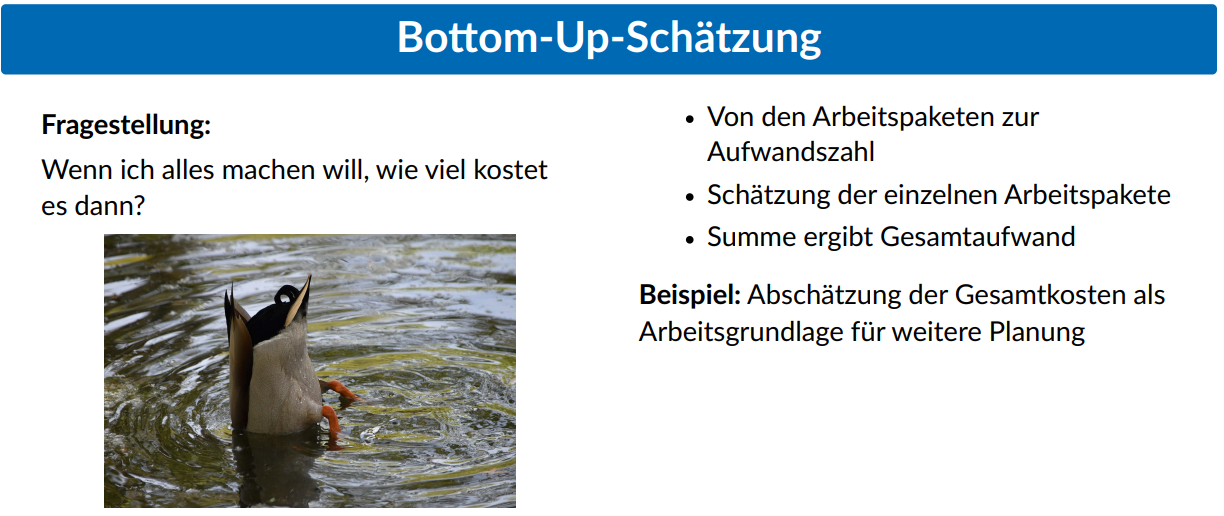 Bottom-Up-Schätzung
Fragestellung:
Wenn ich alles machen will, wie viel kostet
es dann?
• Von den Arbeitspaketen zur
Aufwandszahl
• Schätzung der einzelnen Arbeitspakete
• Summe ergibt Gesamtaufwand
Beispiel: Abschätzung der Gesamtkosten als
Arbeitsgrundlage für weitere Planung